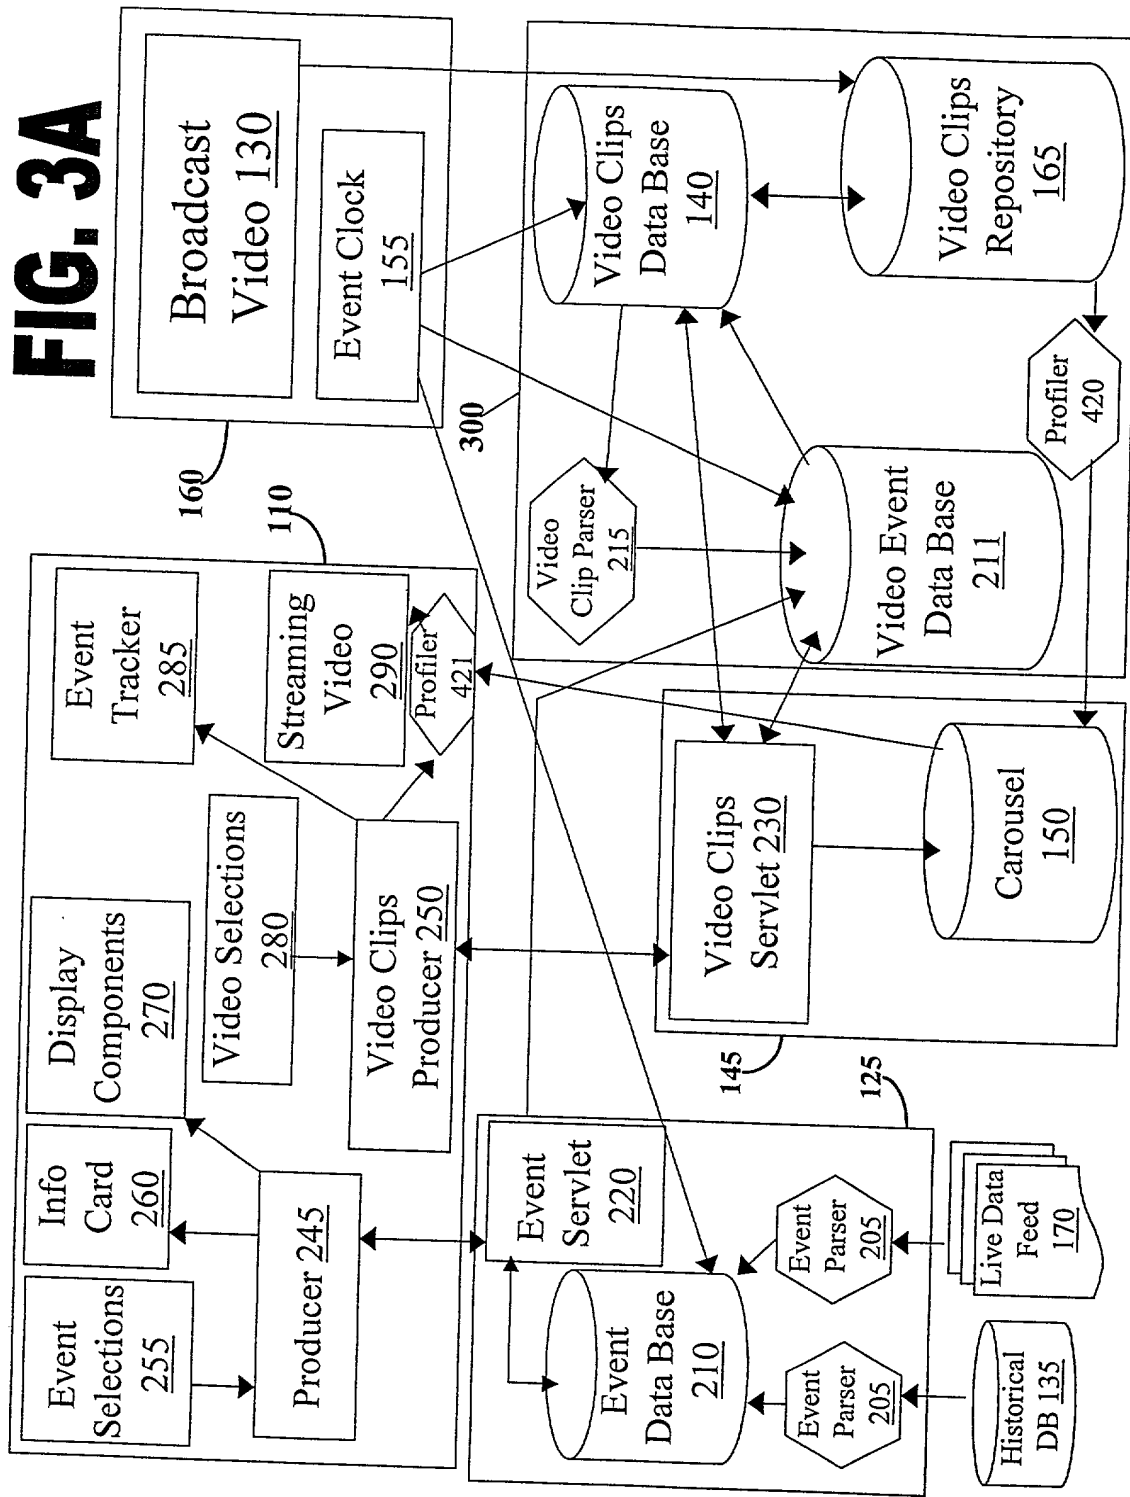 FIG. 3A
Event
Selections
255
Info
Card
260
Display
Components
270
Event
Tracker
285
160
Broadcast
Video 130
Event Clock
155
Producer 245
Video Selections
280
Video Clips
Producer 250
Streaming
Video
290
Profiler
421
110
300
Event
Servlet
220
Event
Data Base
210
Event
Parser
205
Event
Parser
205
Historical
DB 135
Live Data
Feed
170
125
145
Video Clips
Servlet 230
Carousel
150
Video
Clip Parser
215
Video Clips
Data Base
140
Video Event
Data Base
211
Video Clips
Repository
165
Profiler
420